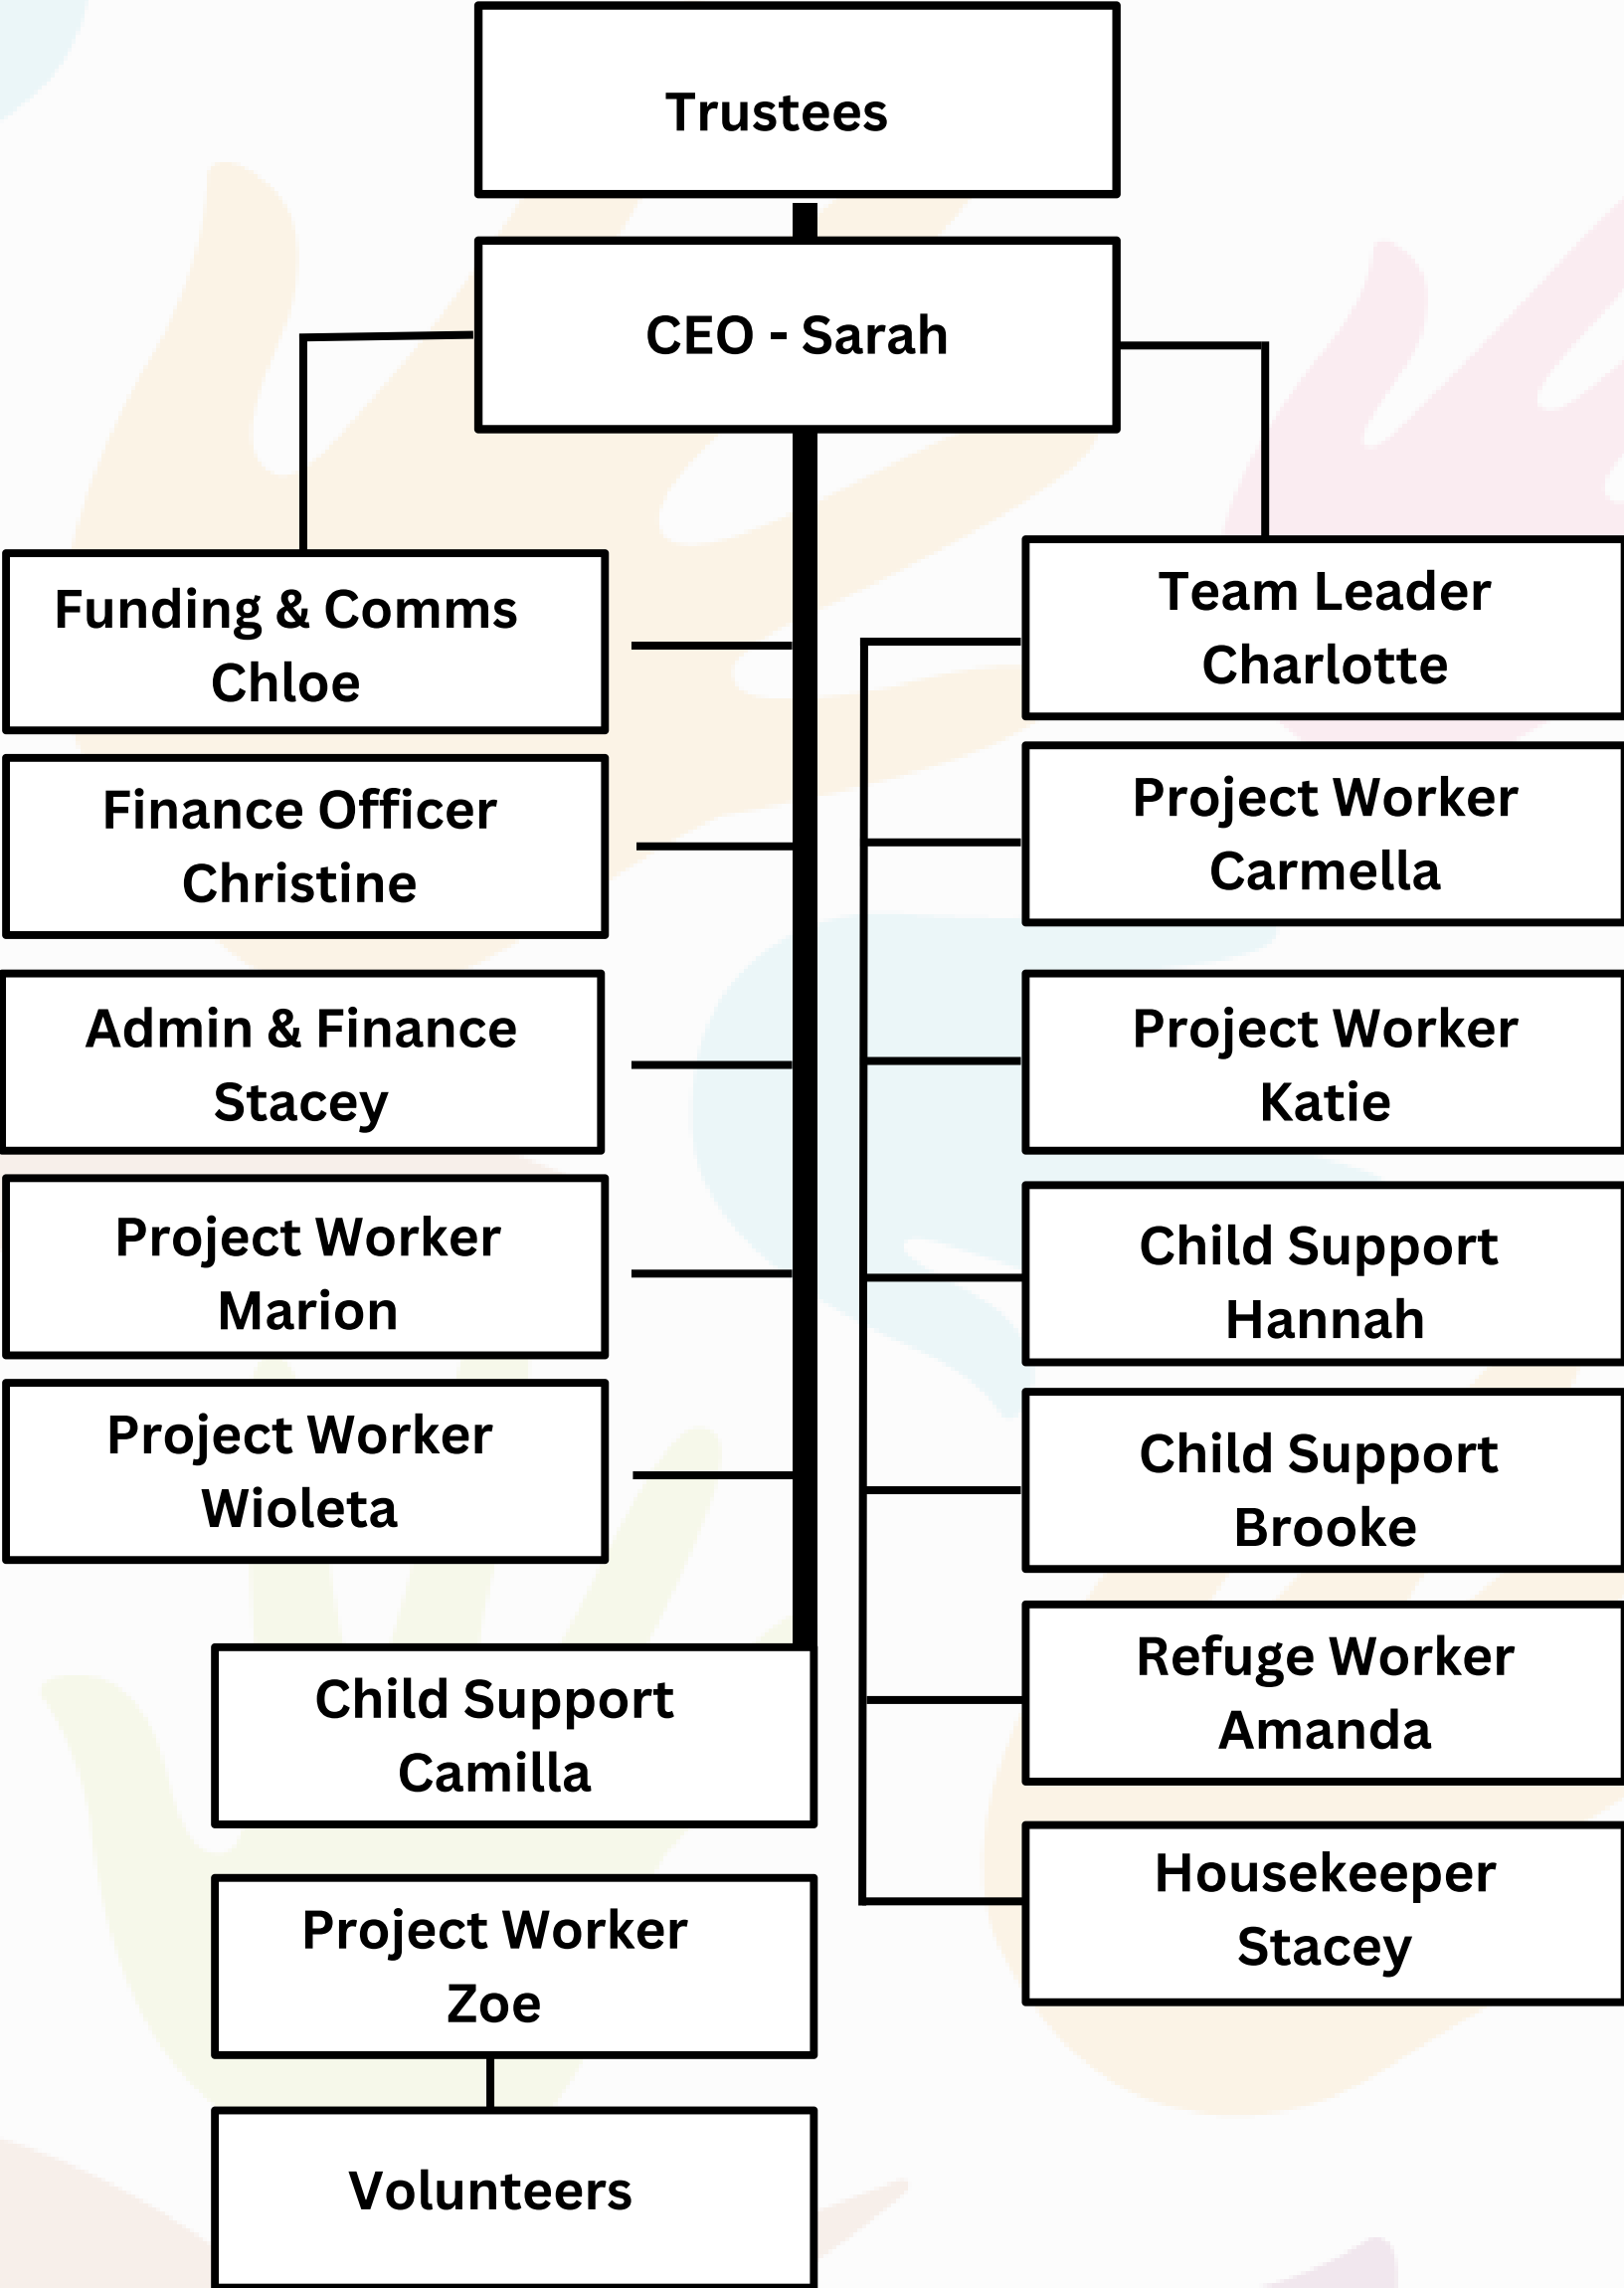 Trustees
CEO - Sarah
Funding & Comms
Chloe
Finance Officer
Christine
Admin & Finance
Stacey
Project Worker
Marion
Project Worker
Wioleta
Child Support
Camilla
Project Worker
Zoe
Volunteers
Team Leader
Charlotte
Project Worker
Carmella
Project Worker
Katie
Child Support
Hannah
Child Support
Brooke
Refuge Worker
Amanda
Housekeeper
Stacey